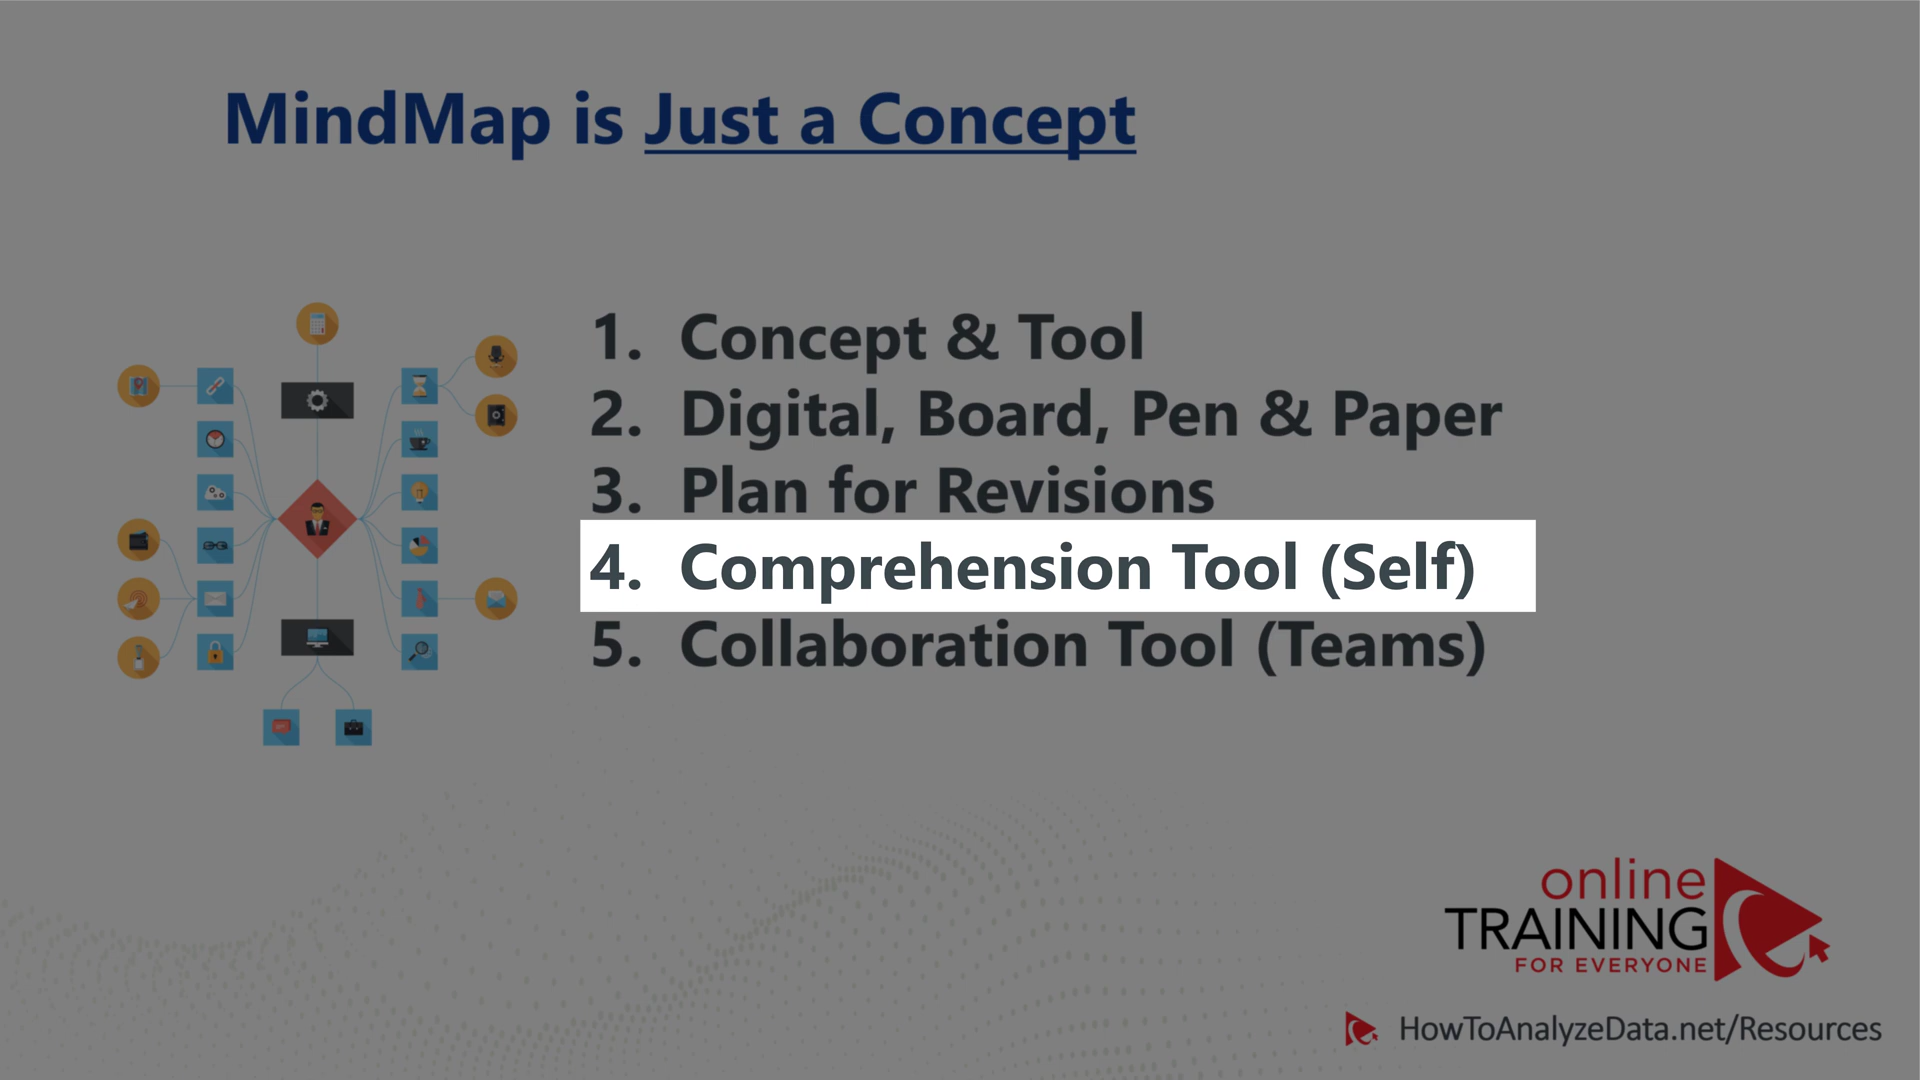 MindMap is Just a Concept
1. Concept & Tool
2. Digital, Board, Pen & Paper
3. Plan for Revisions
4. Comprehension Tool (Self)
5. Collaboration Tool (Teams)
online
TRAINING
FOR EVERYONE
HowToAnalyzeData.net/Resources